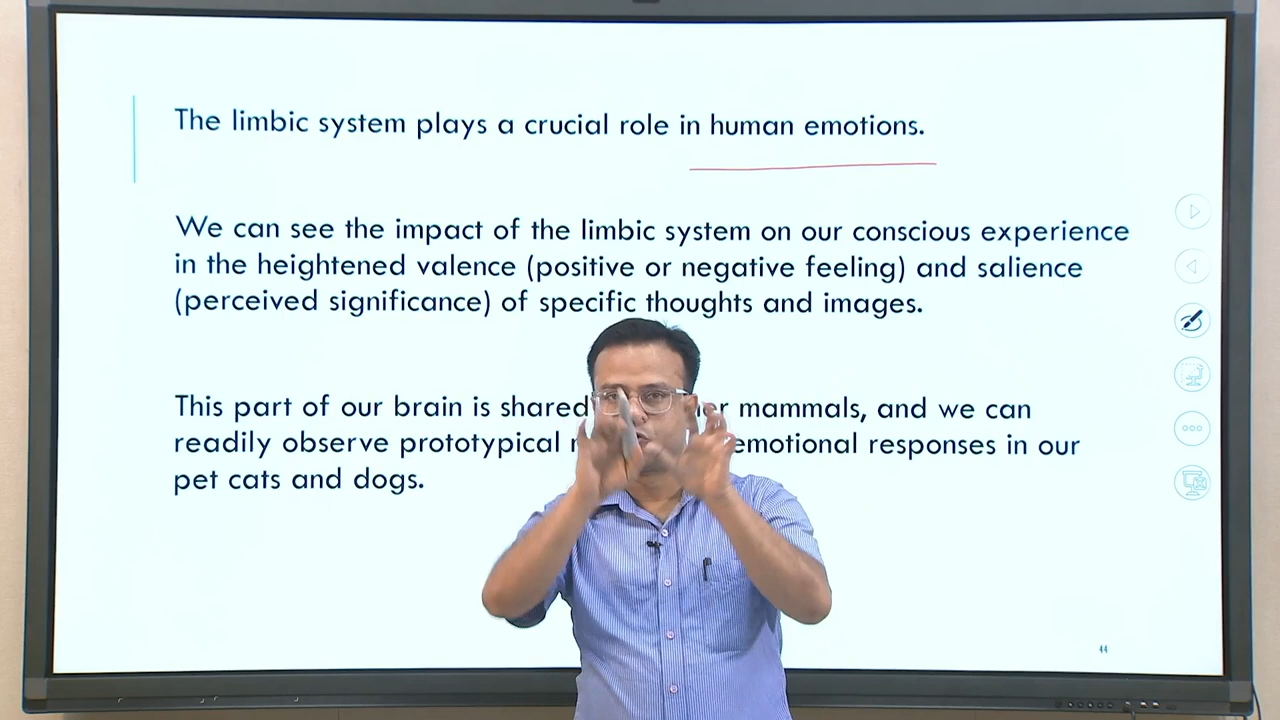 The limbic system plays a crucial role in human emotions.
We can see the impact of the limbic system on our conscious experience
in the heightened valence (positive or negative feeling) and salience
(perceived significance) of specific thoughts and images.
This part of our brain is shared mammals, and we can
readily observe prototypical emotional responses in our
pet cats and dogs.
44